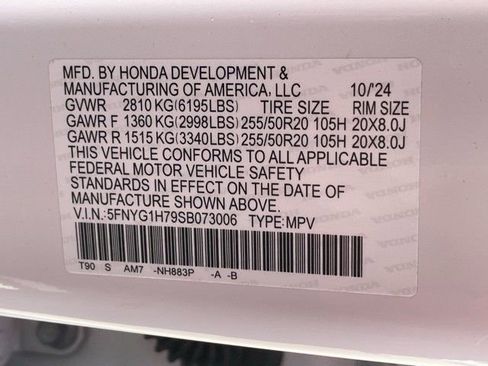 MFD. BY HONDA DEVELOPMENT &
MANUFACTURING OF AMERICA, LLC 10/'24
GVWR 2810 KG(6195LBS) TIRE SIZE RIM SIZE
GAWR F 1360 KG(2998LBS) 255/50R20 105H 20X8.0J
GAWR R 1515 KG(3340LBS) 255/50R20 105H 20X8.0J
THIS VEHICLE CONFORMS TO ALL APPLICABLE
FEDERAL MOTOR VEHICLE SAFETY
STANDARDS IN EFFECT ON THE DATE OF
MANUFACTURE SHOWN ABOVE.
V.I.N.:5FNYG1H79SB073006 TYPE:MPV
T90 S AM7 -NH883P -A -B